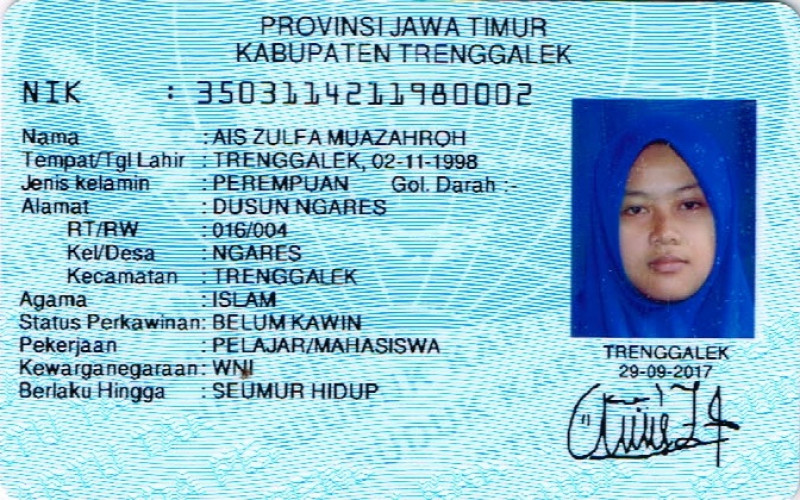 PROVINSI JAWA TIMUR
KABUPATEN TRENGGALEK
NIK : 3503114211980002
Nama : AIS ZULFA MUAZAHROH
Tempat/Tgl Lahir : TRENGGALEK, 02-11-1998
Jenis kelamin : PEREMPUAN Gol. Darah :-
Alamat : DUSUN NGARES
RT/RW : 016/004
Kel/Desa : NGARES
Kecamatan : TRENGGALEK
Agama : ISLAM
Status Perkawinan: BELUM KAWIN
Pekerjaan : PELAJAR/MAHASISWA
Kewarganegaraan: WNI
Berlaku Hingga : SEUMUR HIDUP
TRENGGALEK
29-09-2017